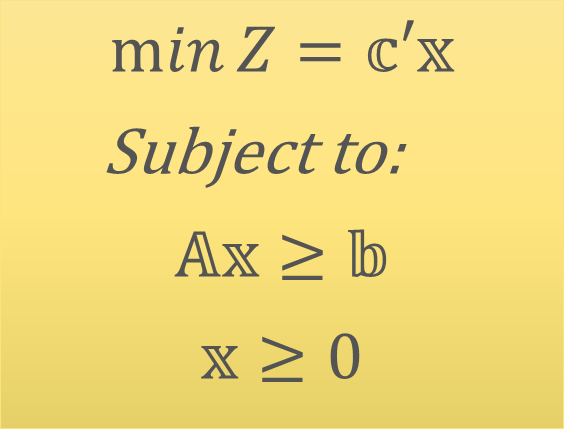 min Z = 𝕔′𝕩
Subject to:
𝔸𝕩 ≥ 𝕓
𝕩 ≥ 0